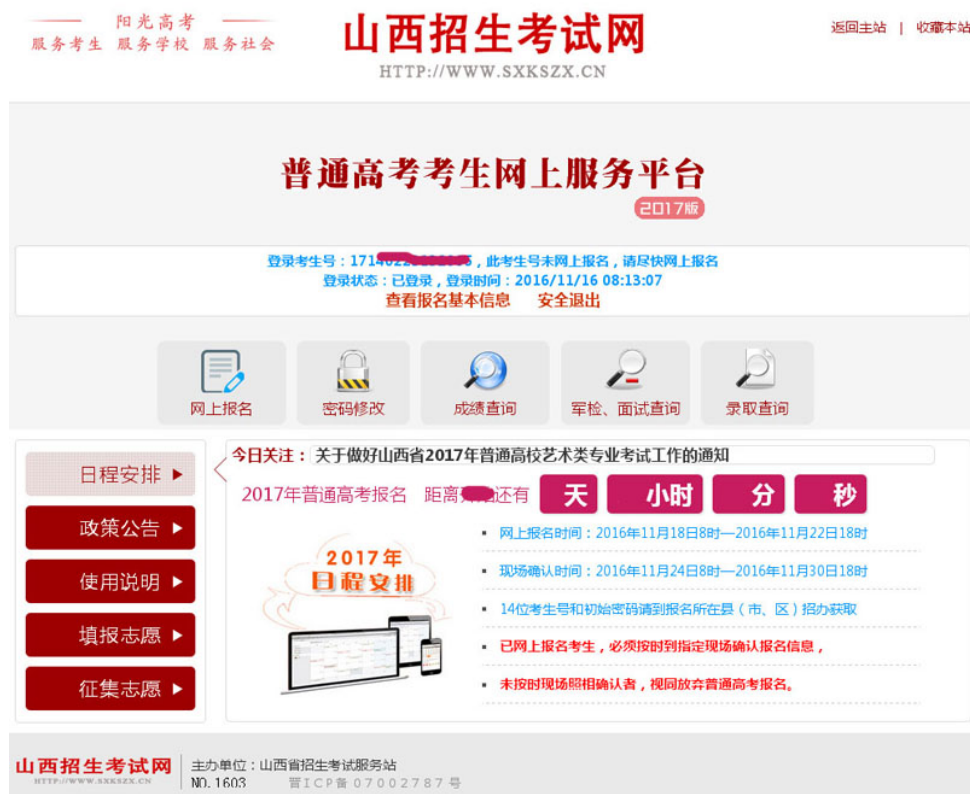 阳光高考
服务考生 服务学校 服务社会
山西招生考试网
HTTP://WWW.SXKSZX.CN
返回主站 | 收藏本站
普通高考考生网上服务平台
2017版
登录考生号：1714，此考生号未网上报名，请尽快网上报名
登录状态：已登录，登录时间：2016/11/16 08:13:07
查看报名基本信息 安全退出
网上报名 密码修改 成绩查询 军检、面试查询 录取查询
日程安排
政策公告
使用说明
填报志愿
征集志愿
今日关注：关于做好山西省2017年普通高校艺术类专业考试工作的通知
2017年普通高考报名 距离 还有 天 小时 分 秒
2017年
日程安排
网上报名时间：2016年11月18日8时—2016年11月22日18时
现场确认时间：2016年11月24日8时—2016年11月30日18时
14位考生号和初始密码请到报名所在县（市、区）招办获取
已网上报名考生，必须按时到指定现场确认报名信息，
未按时现场照相确认者，视同放弃普通高考报名。
山西招生考试网
HTTP://WWW.SXKSZX.CN
主办单位：山西省招生考试服务站
NO.1603 晋ICP备07002787号